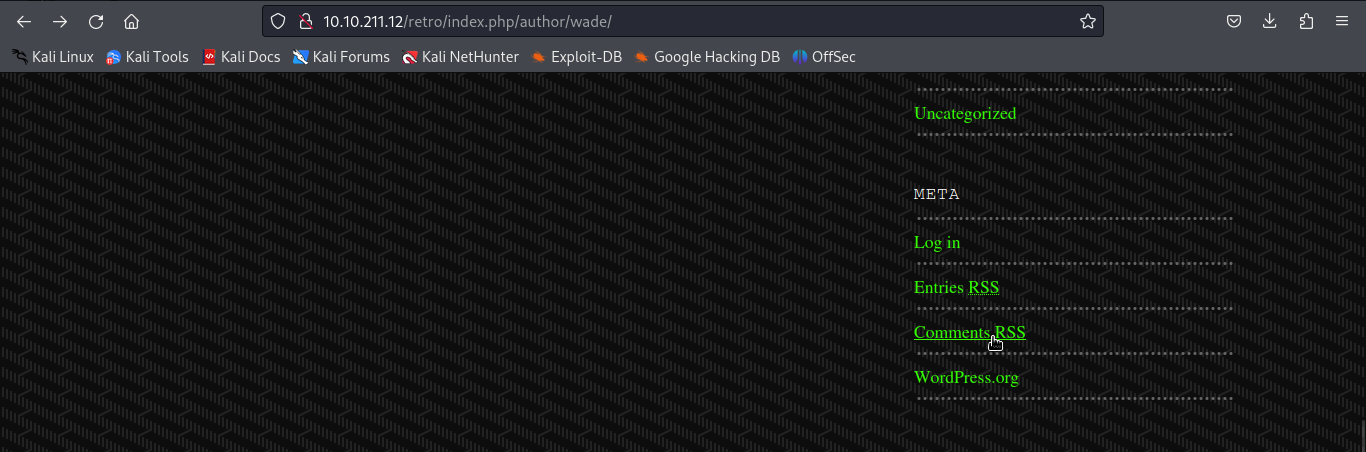 10.10.211.12/retro/index.php/author/wade/
Kali Linux Kali Tools Kali Docs Kali Forums Kali NetHunter Exploit-DB Google Hacking DB OffSec
Uncategorized
META
Log in
Entries RSS
Comments RSS
WordPress.org